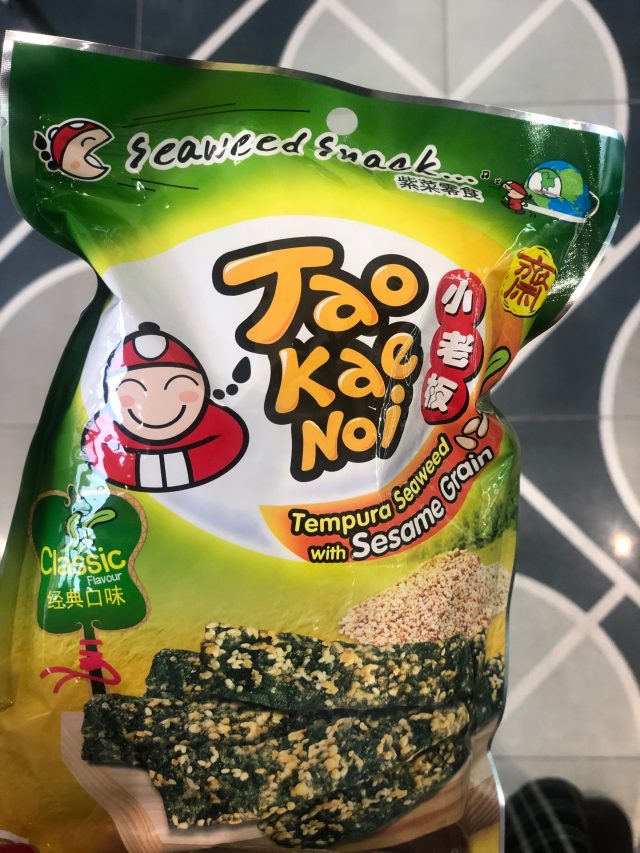 Seaweed Snack...
紫菜零食
齋
Tao
Kae
Noi
小老板
Tempura Seaweed
with Sesame Grain
Classic
Flavour
经典口味